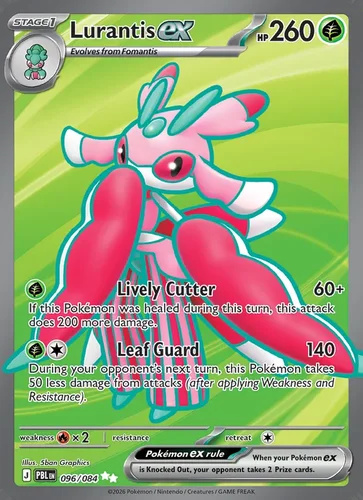 STAGE 1
Lurantis ex
HP 260
Evolves from Fomantis
Lively Cutter 60+
If this Pokémon was healed during this turn, this attack
does 200 more damage.
Leaf Guard 140
During your opponent's next turn, this Pokémon takes
50 less damage from attacks (after applying Weakness and
Resistance).
weakness ×2 resistance retreat
Illus. 5ban Graphics
Pokémon ex rule
When your Pokémon ex
is Knocked Out, your opponent takes 2 Prize cards.
J PBL EN 096/084
©2026 Pokémon / Nintendo / Creatures / GAME FREAK